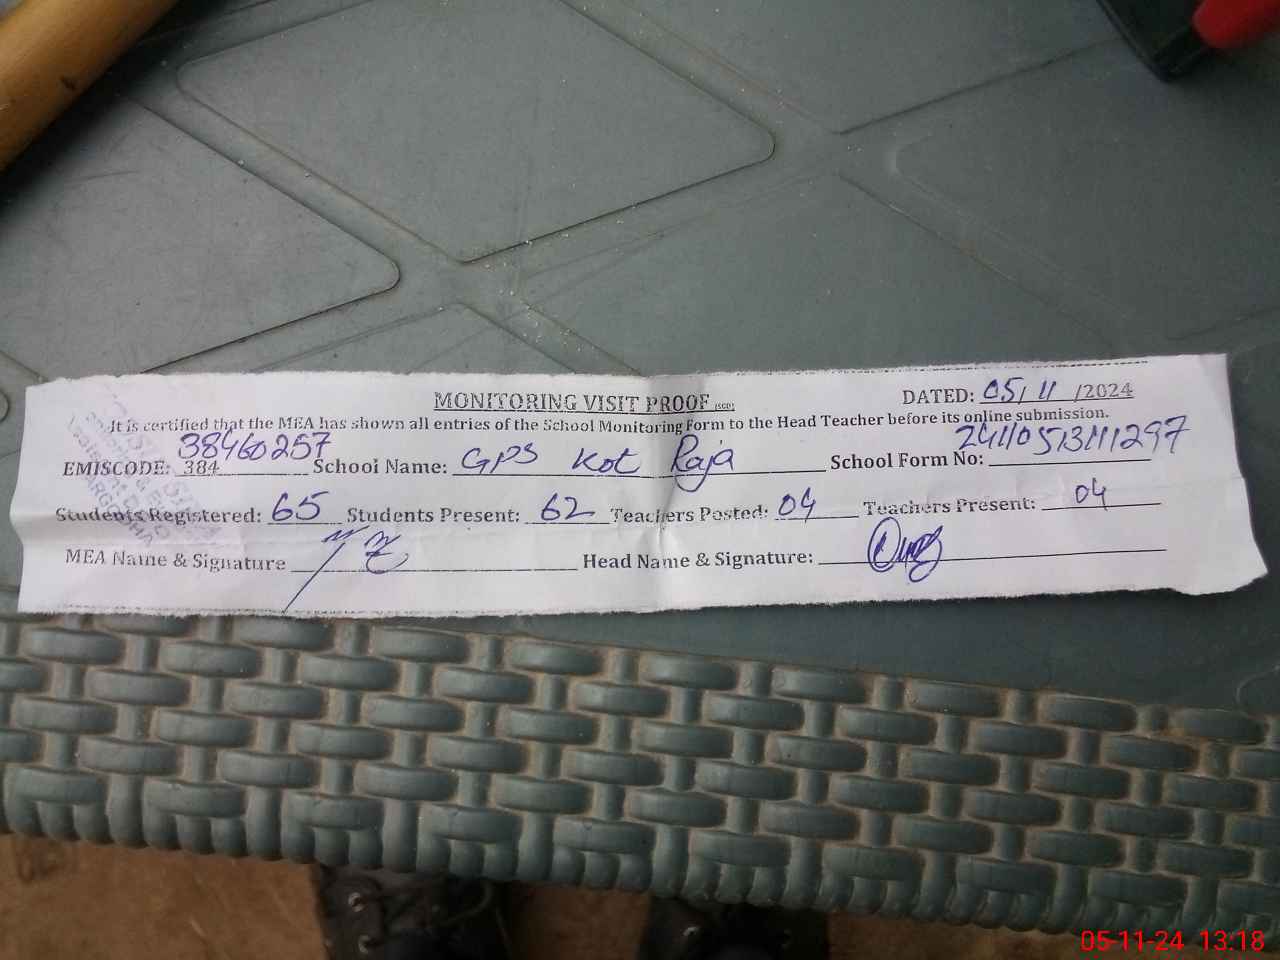 MONITORING VISIT PROOF (SGD)
DATED: 05/11/2024
It is certified that the MEA has shown all entries of the School Monitoring Form to the Head Teacher before its online submission.
EMISCODE: 384 38460257 School Name: GPS Kot Raja School Form No: 2411051311297
Students Registered: 65 Students Present: 62 Teachers Posted: 04 Teachers Present: 04
MEA Name & Signature Head Name & Signature:
05-11-24 13:18